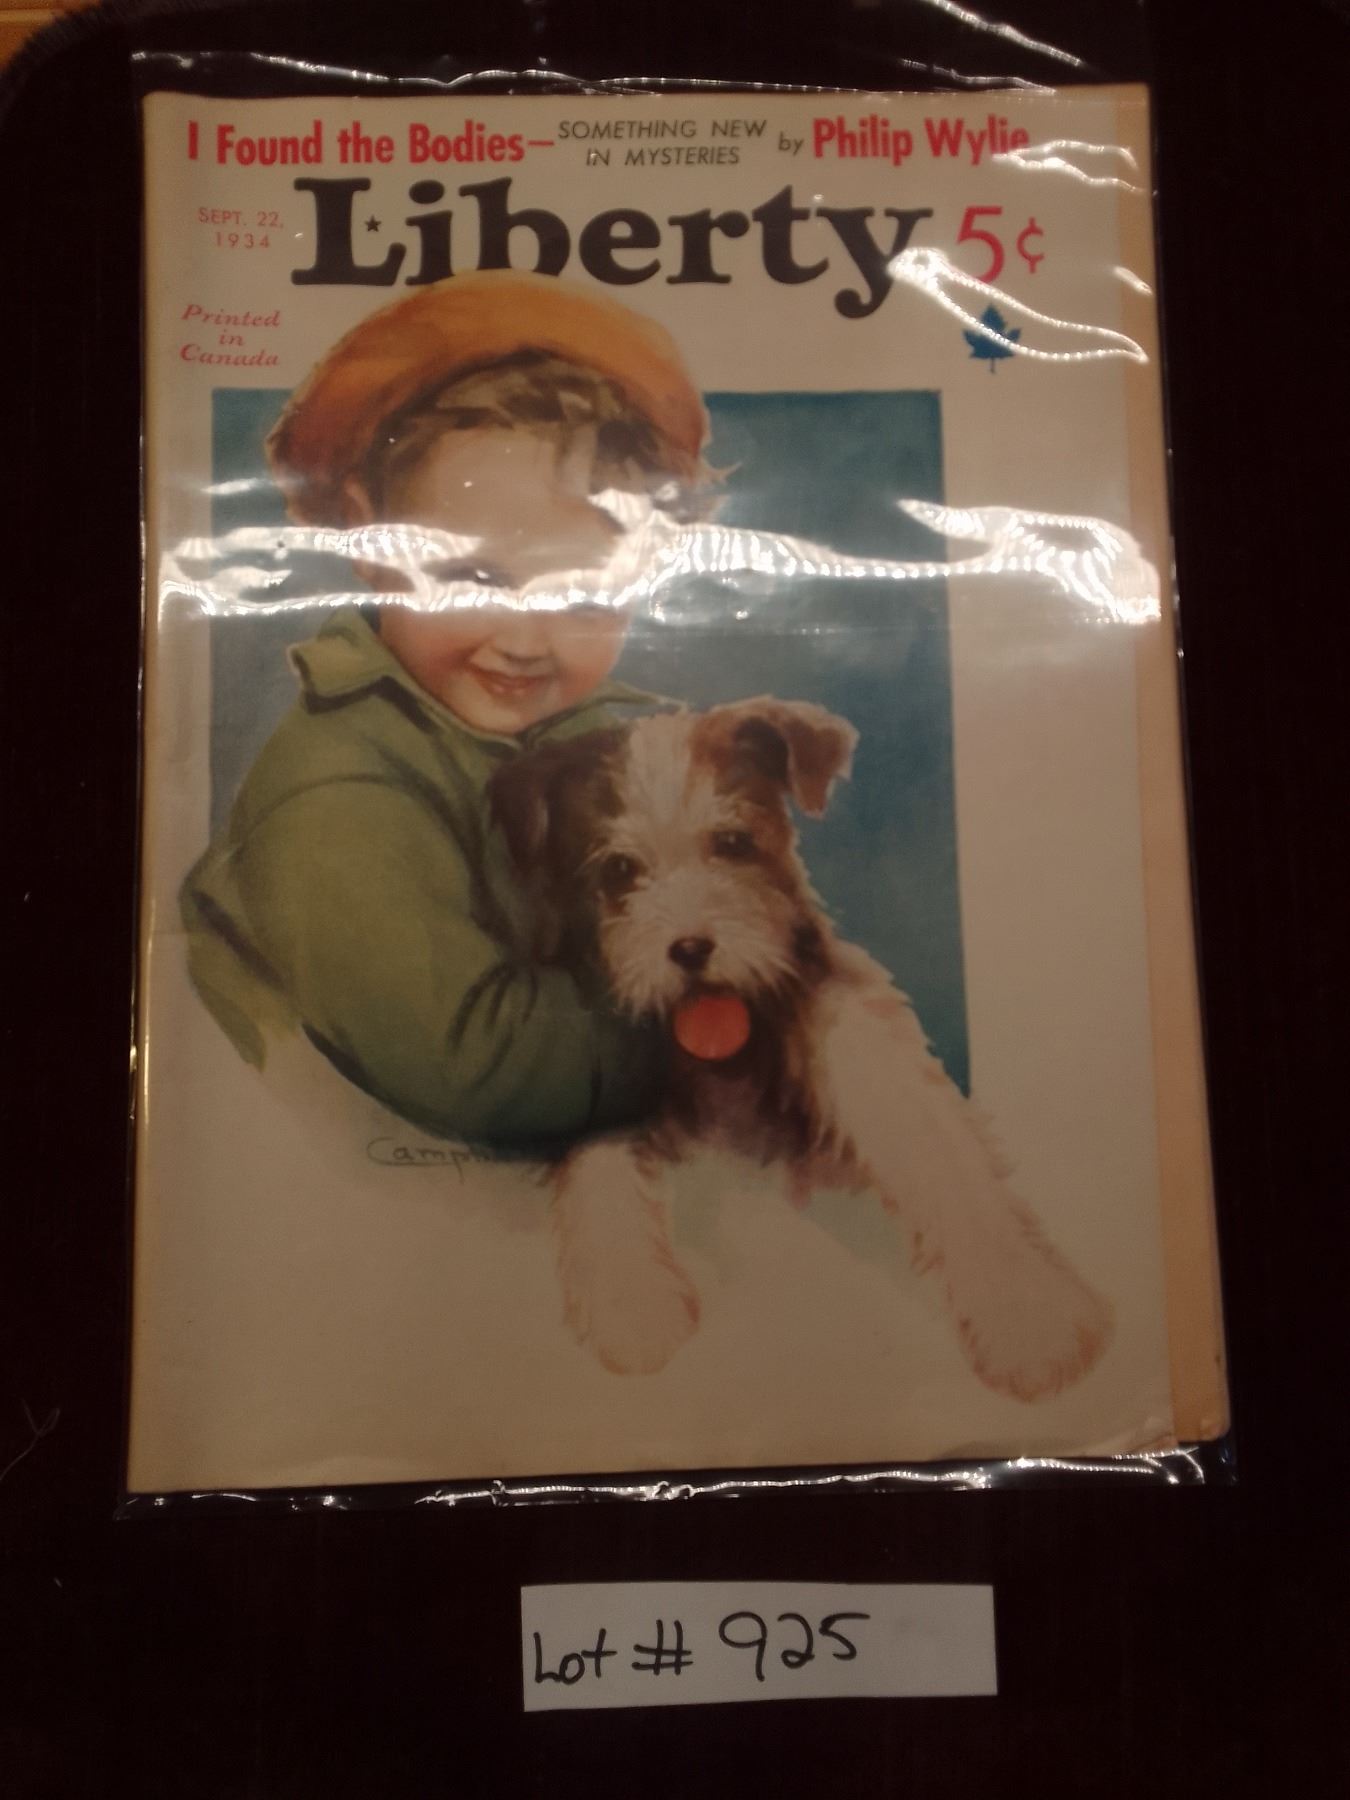 I Found the Bodies— SOMETHING NEW IN MYSTERIES by Philip Wylie
SEPT. 22, 1934
Liberty 5¢
Printed
in
Canada
Lot # 925